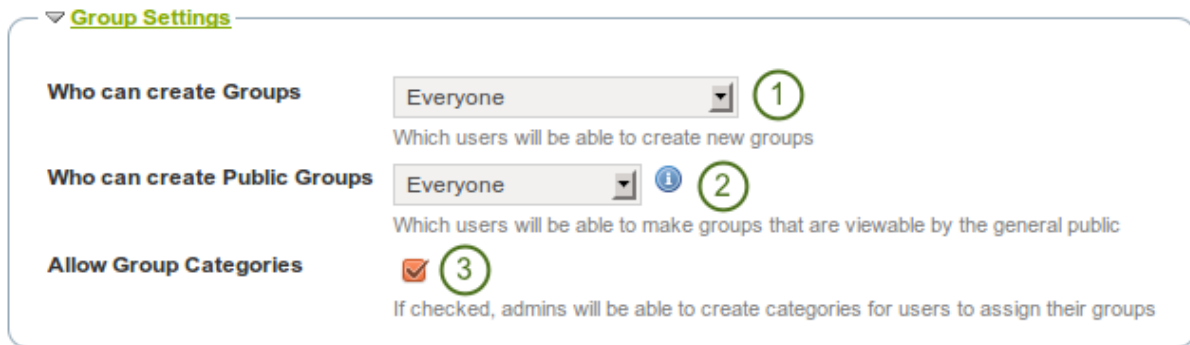 Group Settings
Who can create Groups Everyone 1
Which users will be able to create new groups
Who can create Public Groups Everyone i 2
Which users will be able to make groups that are viewable by the general public
Allow Group Categories 3
If checked, admins will be able to create categories for users to assign their groups